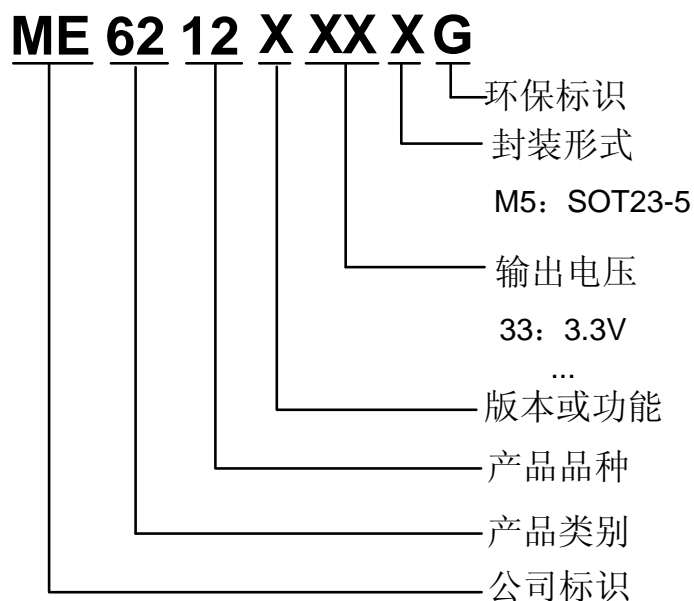 ME 62 12 X XX X G
环保标识
封装形式
M5：SOT23-5
输出电压
33：3.3V
...
版本或功能
产品品种
产品类别
公司标识